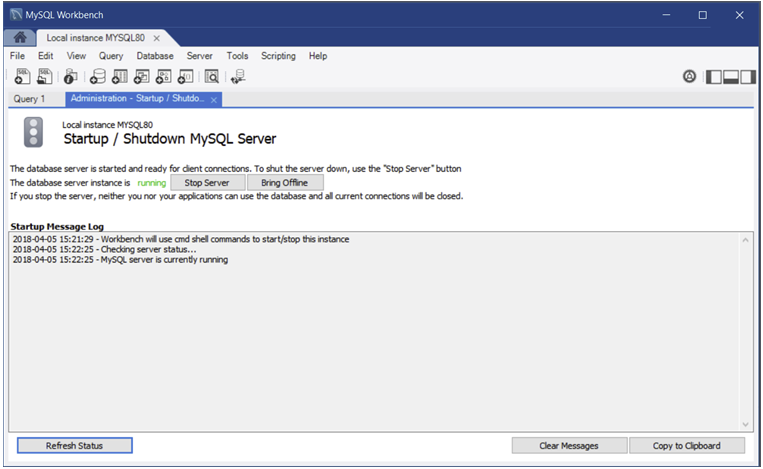 MySQL Workbench
Local instance MYSQL80
File Edit View Query Database Server Tools Scripting Help
Query 1 Administration - Startup / Shutdo..
Local instance MYSQL80
Startup / Shutdown MySQL Server
The database server is started and ready for client connections. To shut the server down, use the "Stop Server" button
The database server instance is running Stop Server Bring Offline
If you stop the server, neither you nor your applications can use the database and all current connections will be closed.
Startup Message Log
2018-04-05 15:21:29 - Workbench will use cmd shell commands to start/stop this instance
2018-04-05 15:22:25 - Checking server status...
2018-04-05 15:22:25 - MySQL server is currently running
Refresh Status Clear Messages Copy to Clipboard